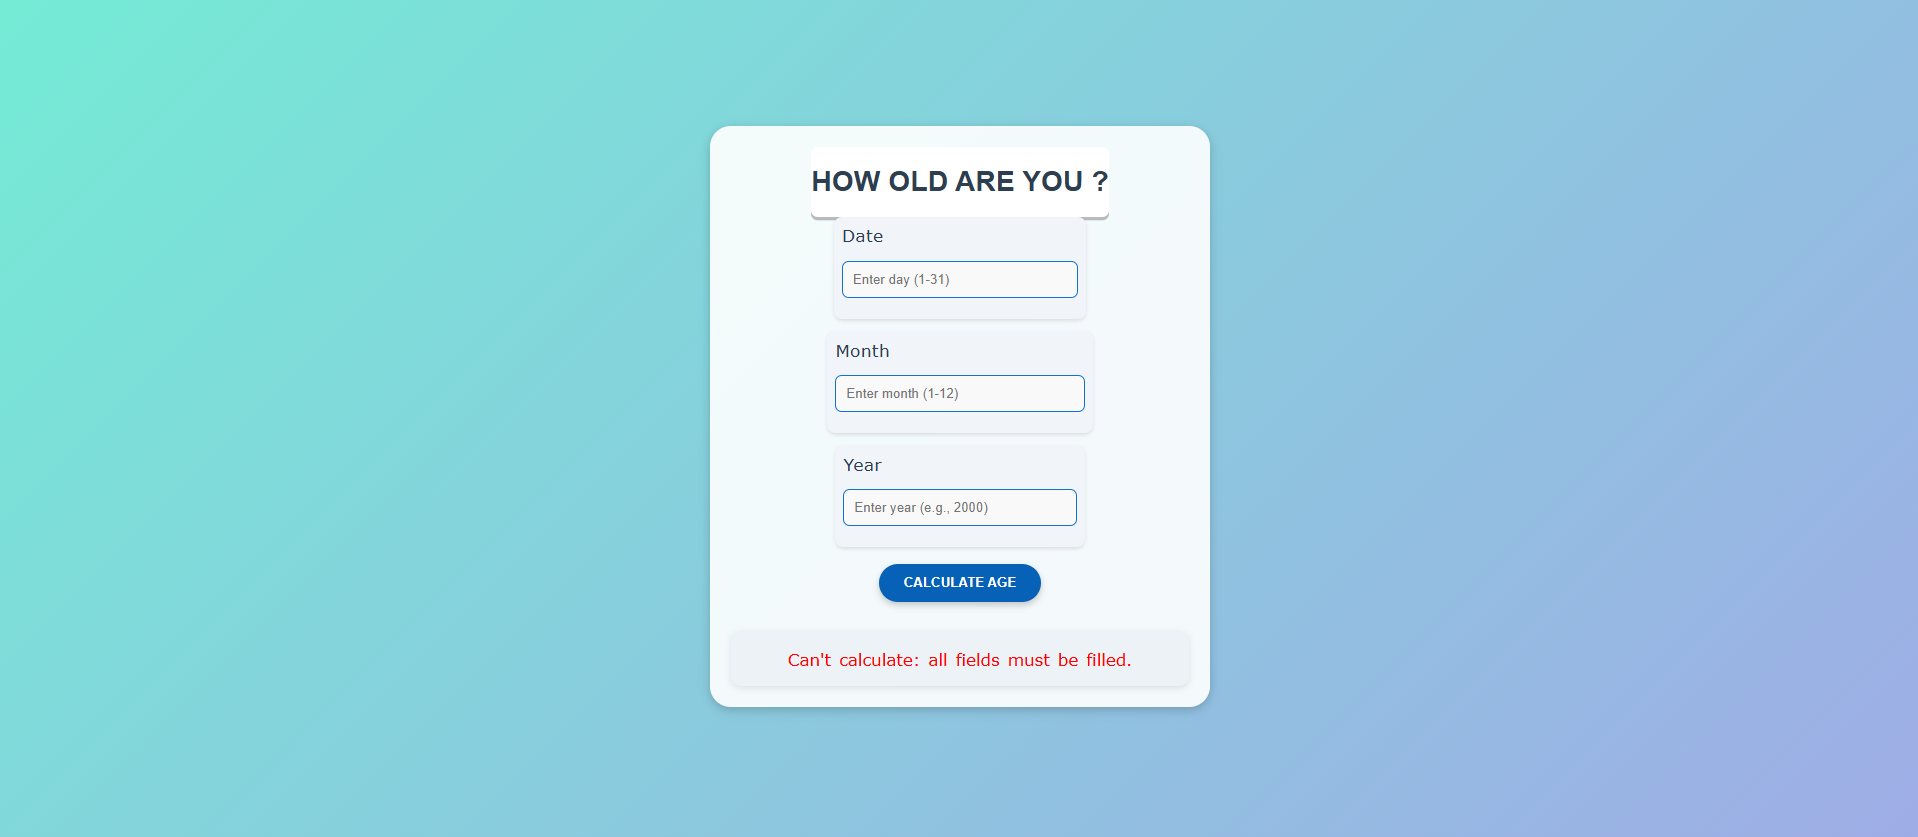 HOW OLD ARE YOU ?
Date
Enter day (1-31)
Month
Enter month (1-12)
Year
Enter year (e.g., 2000)
CALCULATE AGE
Can't calculate: all fields must be filled.